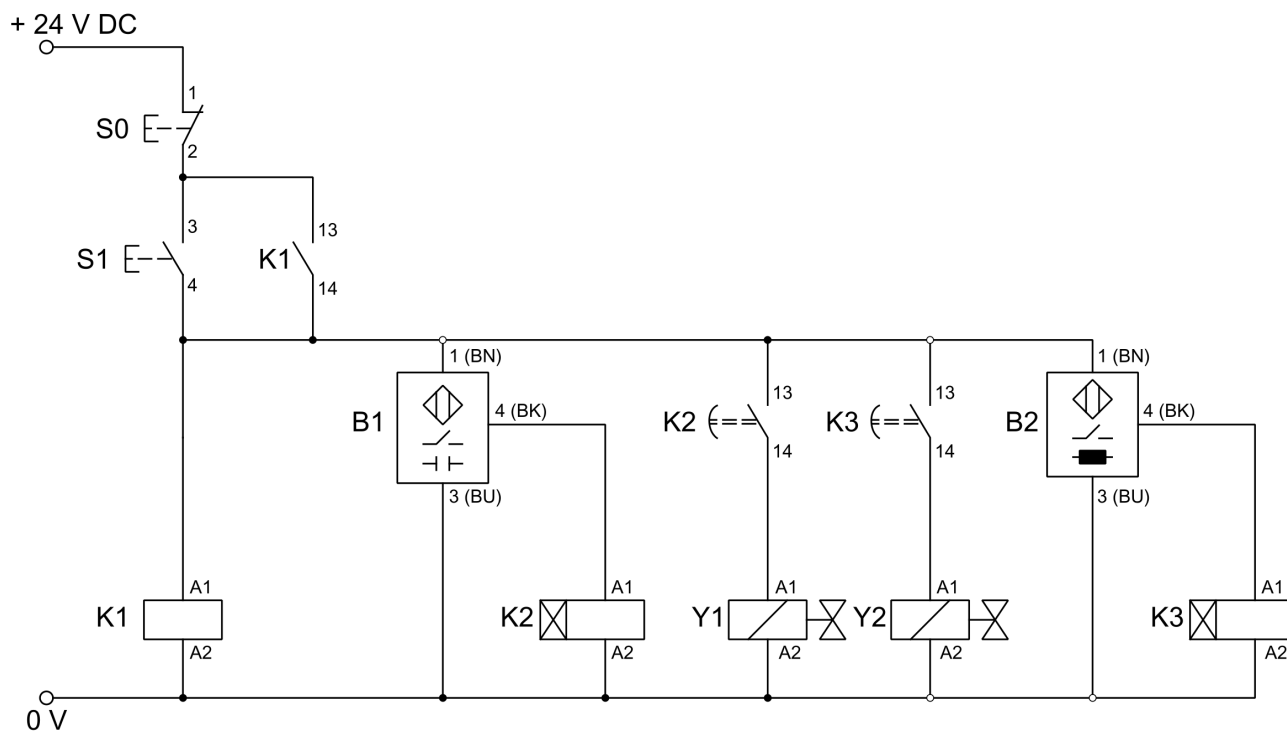 + 24 V DC
1
S0
2
3
13
S1
K1
4
14
1 (BN)
1 (BN)
13
13
4 (BK)
4 (BK)
B1
K2
K3
B2
14
14
3 (BU)
3 (BU)
A1
A1
A1
A1
A1
K1
K2
Y1
Y2
K3
A2
A2
A2
A2
A2
0 V